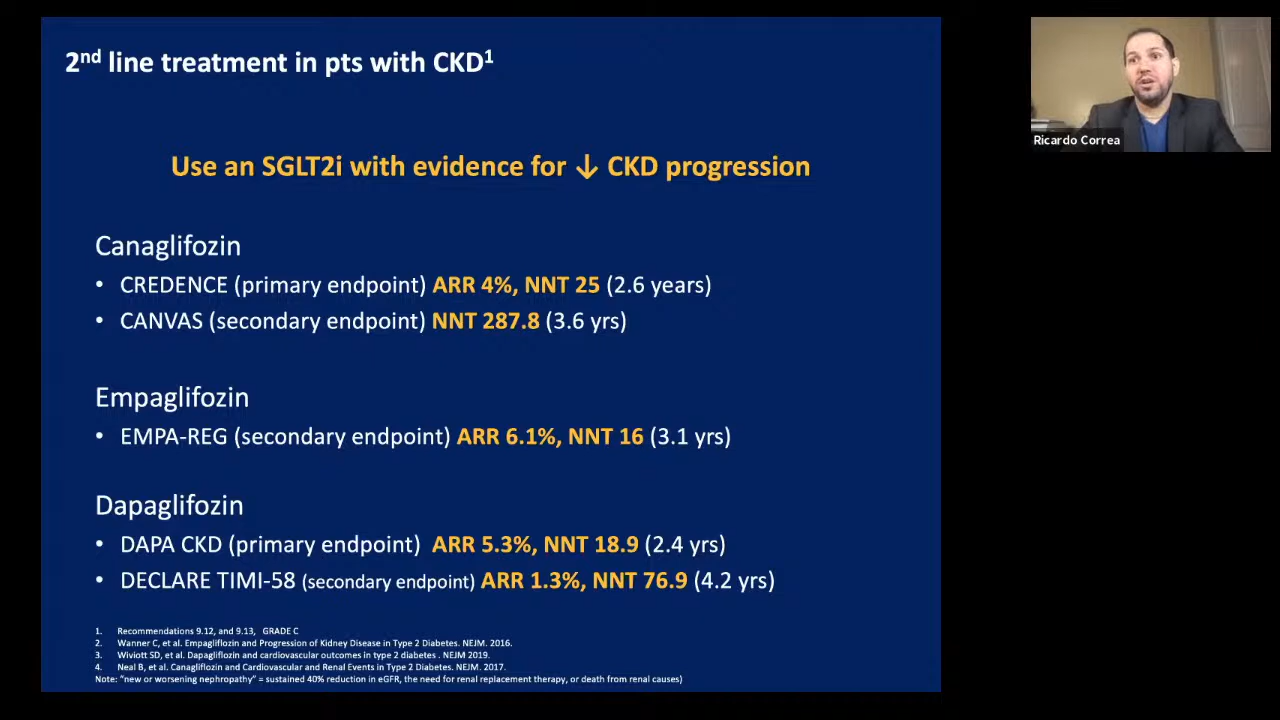 2nd line treatment in pts with CKD1
Use an SGLT2i with evidence for ↓ CKD progression
Canaglifozin
• CREDENCE (primary endpoint) ARR 4%, NNT 25 (2.6 years)
• CANVAS (secondary endpoint) NNT 287.8 (3.6 yrs)
Empaglifozin
• EMPA-REG (secondary endpoint) ARR 6.1%, NNT 16 (3.1 yrs)
Dapaglifozin
• DAPA CKD (primary endpoint) ARR 5.3%, NNT 18.9 (2.4 yrs)
• DECLARE TIMI-58 (secondary endpoint) ARR 1.3%, NNT 76.9 (4.2 yrs)
1. Recommendations 9.12, and 9.13, GRADE C
2. Wanner C, et al. Empagliflozin and Progression of Kidney Disease in Type 2 Diabetes. NEJM. 2016.
3. Wiviott SD, et al. Dapagliflozin and cardiovascular outcomes in type 2 diabetes . NEJM 2019.
4. Neal B, et al. Canagliflozin and Cardiovascular and Renal Events in Type 2 Diabetes. NEJM. 2017.
Note: “new or worsening nephropathy” = sustained 40% reduction in eGFR, the need for renal replacement therapy, or death from renal causes)
Ricardo Correa